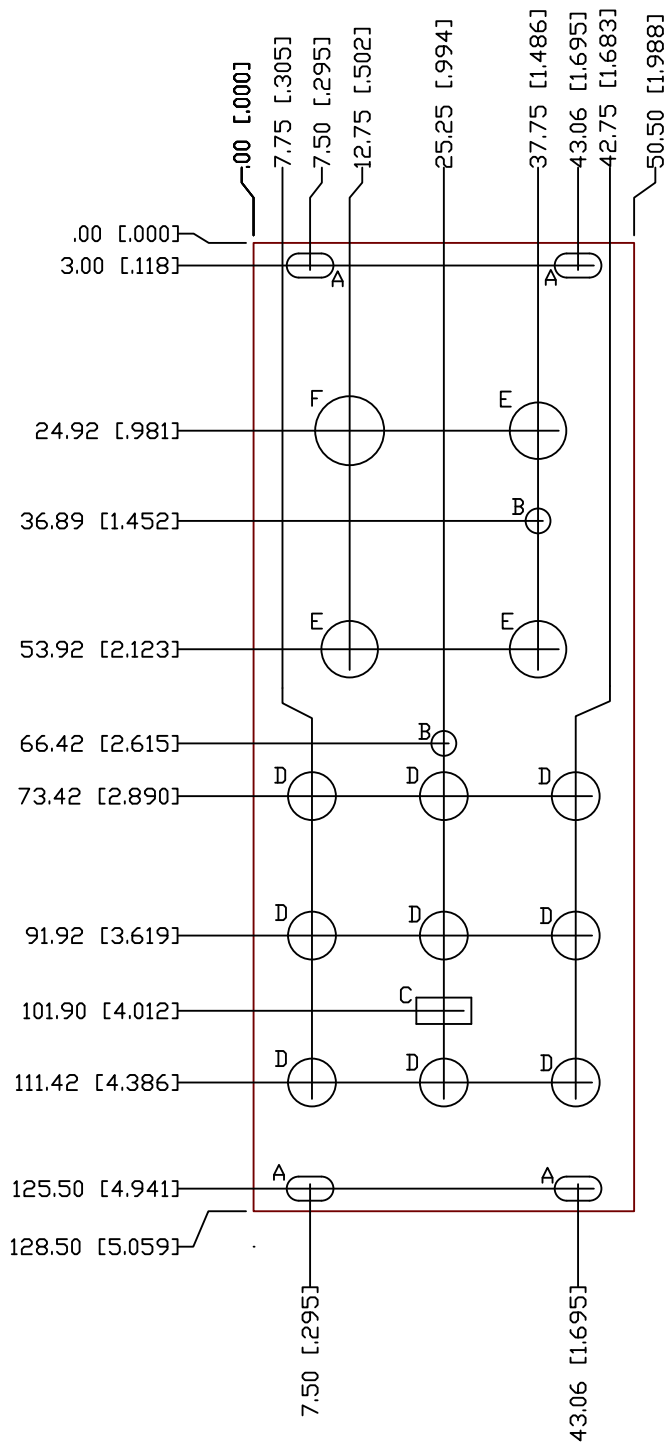 .00 [.000]
7.75 [.305]
7.50 [.295]
12.75 [.502]
25.25 [.994]
37.75 [1.486]
43.06 [1.695]
42.75 [1.683]
50.50 [1.988]
.00 [.000]
3.00 [.118]
A
A
F
E
24.92 [.981]
B
36.89 [1.452]
E
E
53.92 [2.123]
B
66.42 [2.615]
D
D
D
73.42 [2.890]
D
D
D
91.92 [3.619]
C
101.90 [4.012]
D
D
D
111.42 [4.386]
A
A
125.50 [4.941]
128.50 [5.059]
7.50 [.295]
43.06 [1.695]